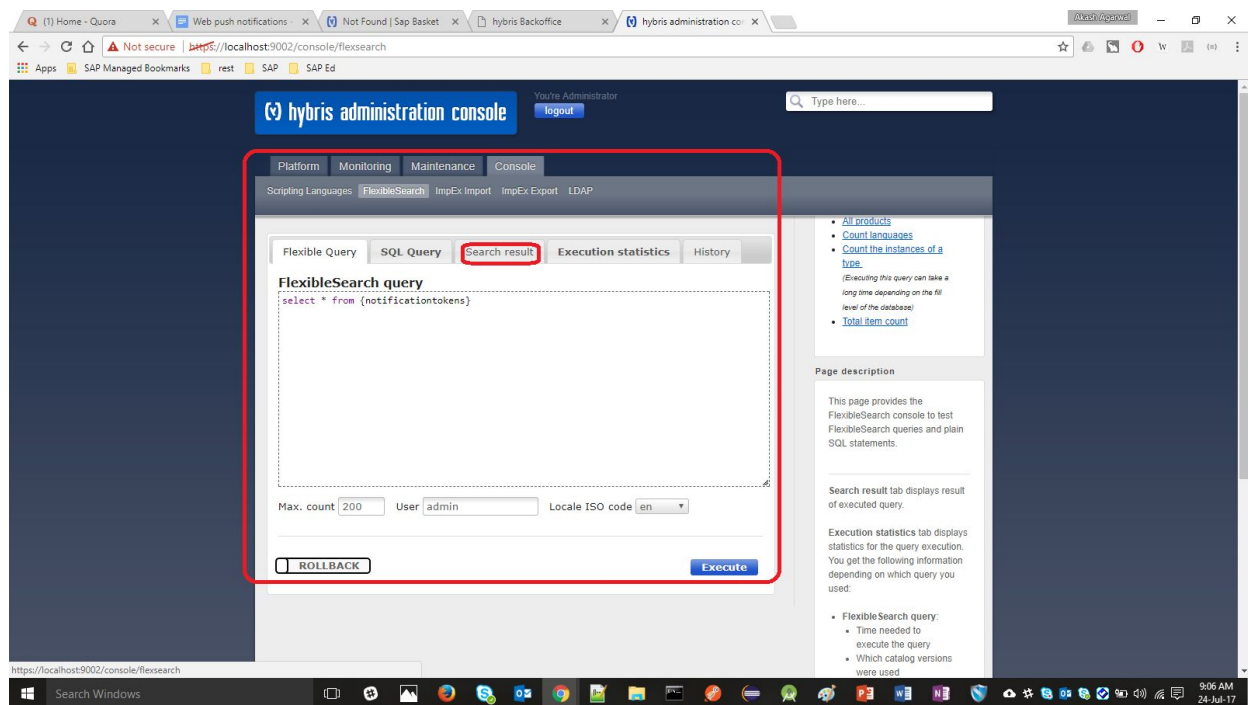 (1) Home - Quora
Web push notifications -
Not Found | Sap Basket
hybris Backoffice
hybris administration con
Akash Agarwal
Not secure | https://localhost:9002/console/flexsearch
Apps SAP Managed Bookmarks rest SAP SAP Ed
(y) hybris administration console
You're Administrator
logout
Type here...
Platform Monitoring Maintenance Console
Scripting Languages FlexibleSearch ImpEx Import ImpEx Export LDAP
Flexible Query SQL Query Search result Execution statistics History
FlexibleSearch query
select * from {notificationtokens}
Max. count 200 User admin Locale ISO code en
ROLLBACK Execute
All products
Count languages
Count the instances of a
type
(Executing this query can take a
long time depending on the fill
level of the database)
Total item count
Page description
This page provides the
FlexibleSearch console to test
FlexibleSearch queries and plain
SQL statements.
Search result tab displays result
of executed query.
Execution statistics tab displays
statistics for the query execution.
You get the following information
depending on which query you
used:
FlexibleSearch query:
Time needed to
execute the query
Which catalog versions
were used
https://localhost:9002/console/flexsearch
Search Windows
9:06 AM
24-Jul-17